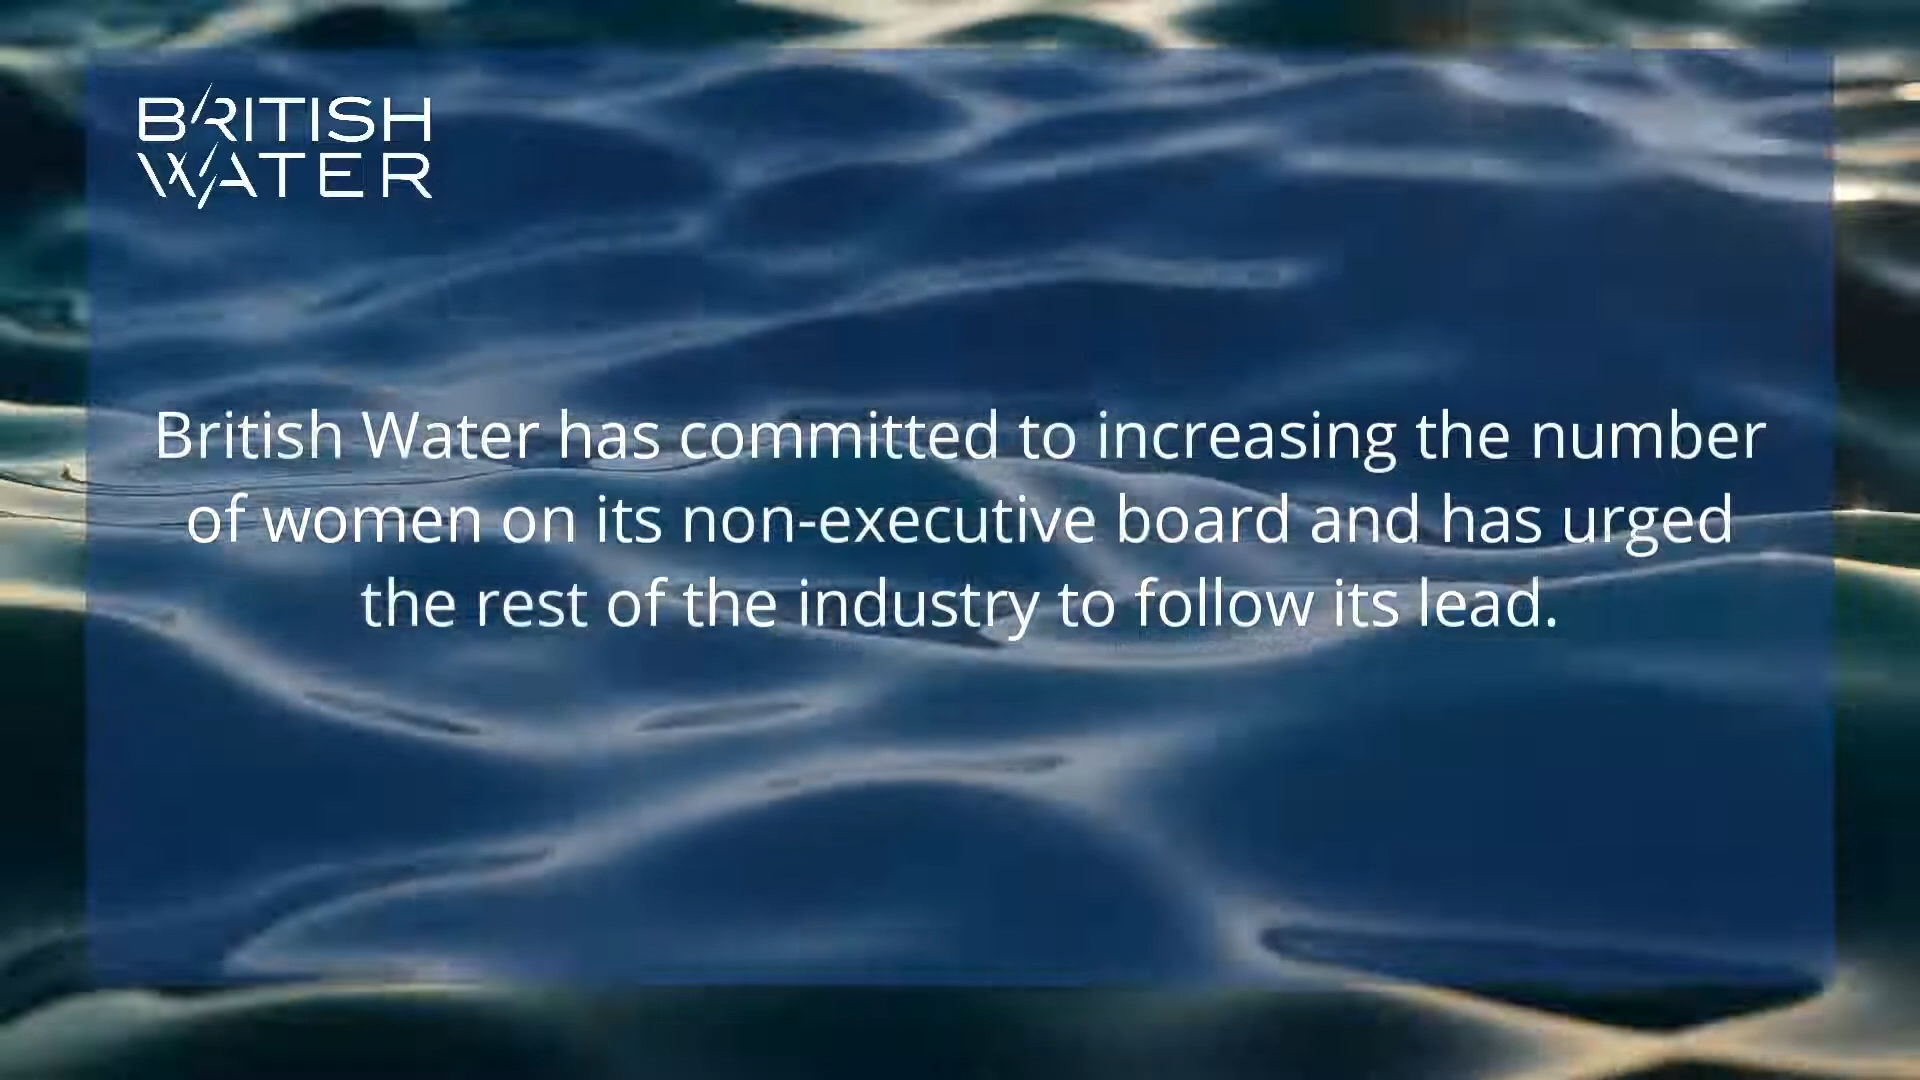 BRITISH
WATER
British Water has committed to increasing the number
of women on its non-executive board and has urged
the rest of the industry to follow its lead.